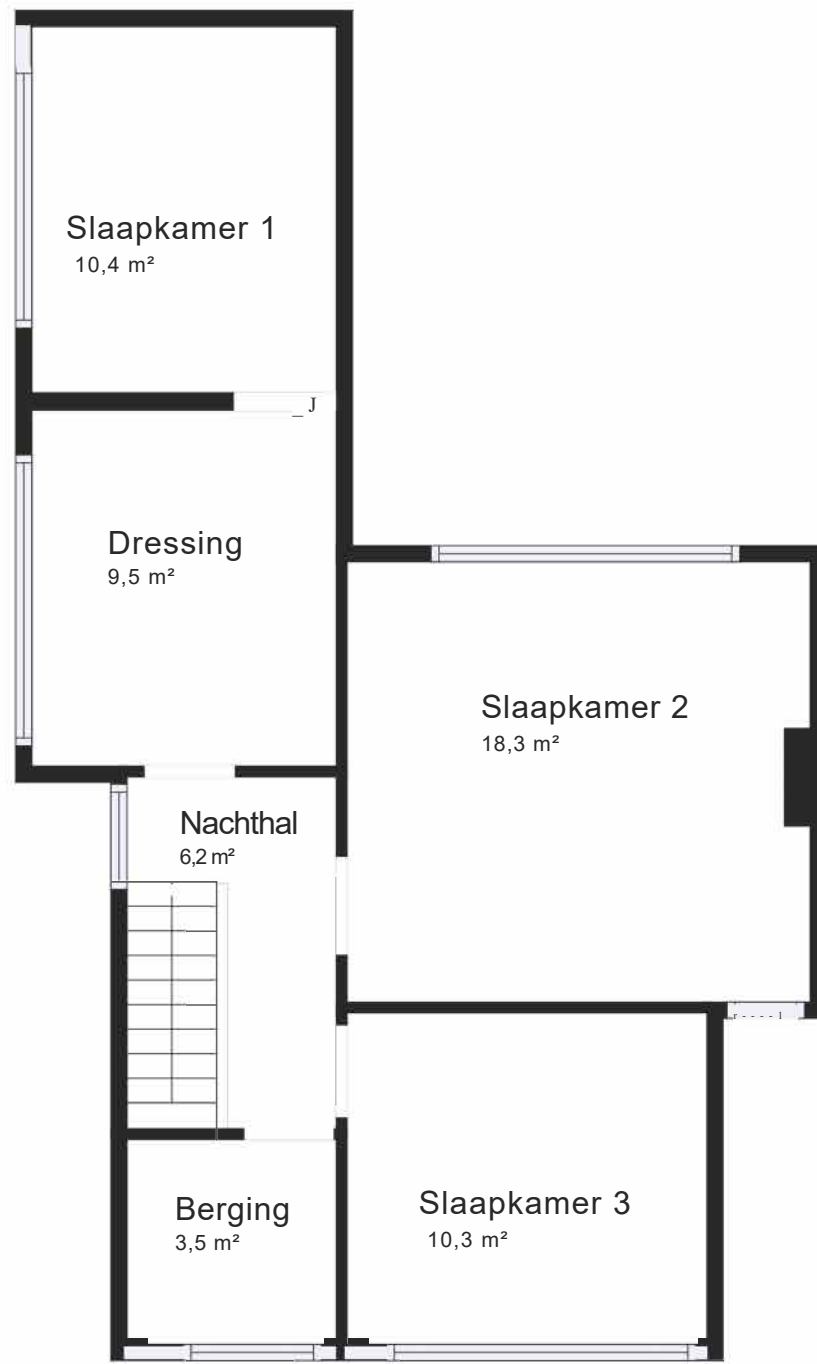 Slaapkamer 1
10,4 m²
_ J
Dressing
9,5 m²
Slaapkamer 2
18,3 m²
Nachthal
6,2 m²
Slaapkamer 3
10,3 m²
Berging
3,5 m²